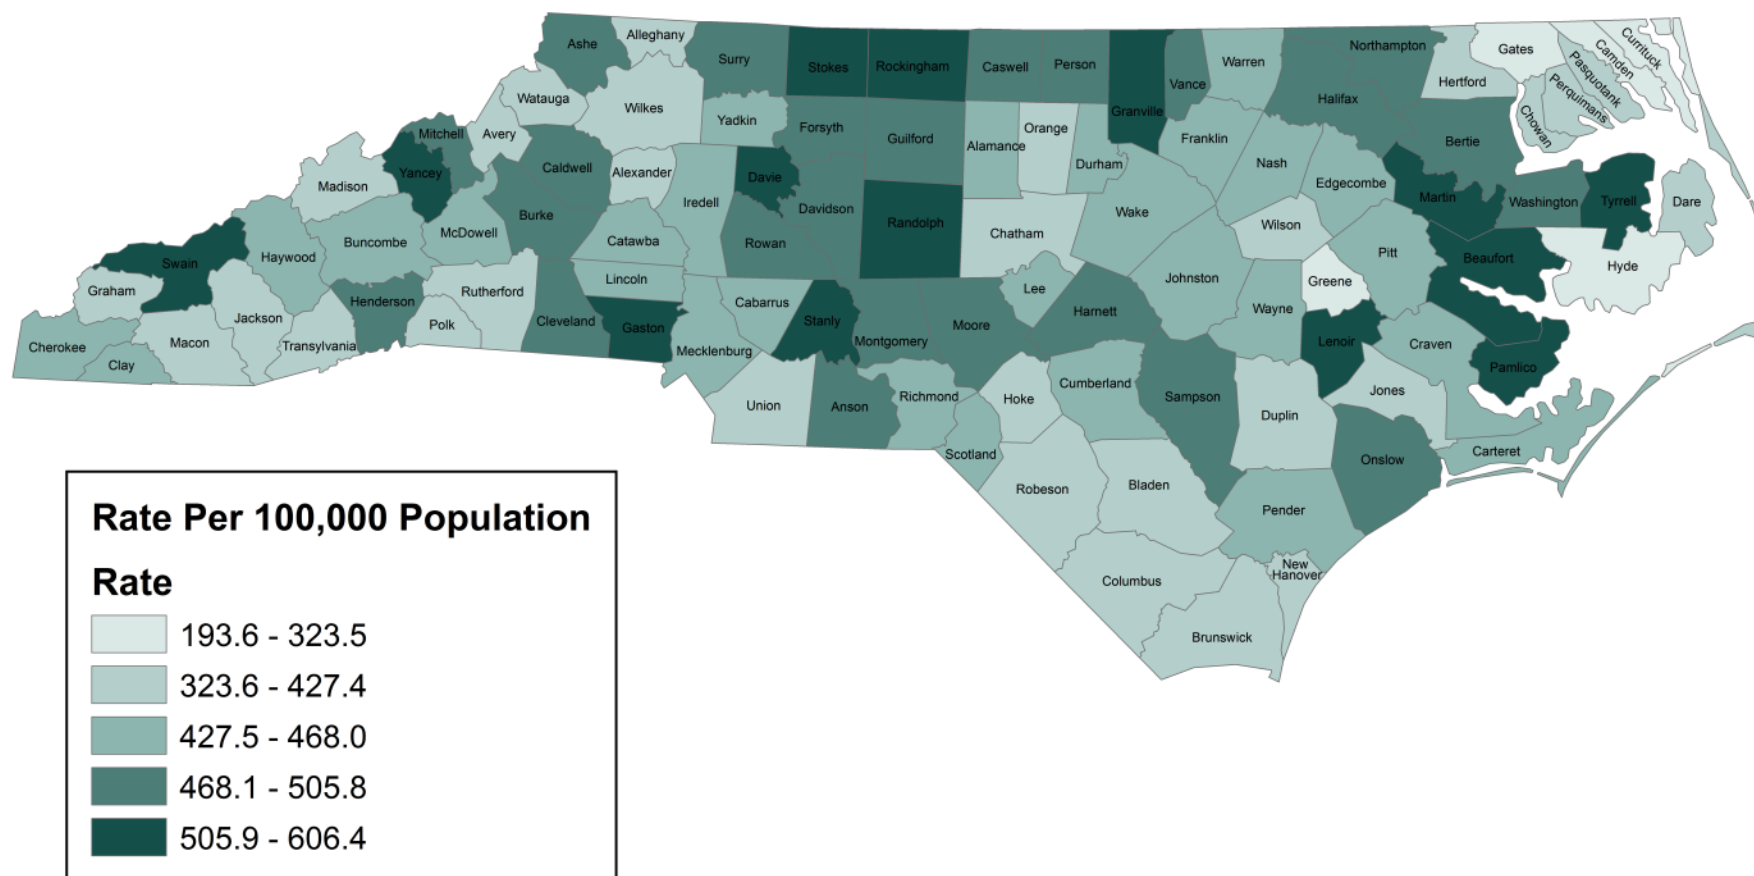 Ashe
Alleghany
Surry
Stokes
Rockingham
Caswell
Person
Granville
Vance
Warren
Northampton
Halifax
Hertford
Gates
Currituck
Camden
Pasquotank
Perquimans
Chowan
Watauga
Wilkes
Yadkin
Forsyth
Guilford
Alamance
Orange
Durham
Franklin
Nash
Edgecombe
Bertie
Mitchell
Avery
Yancey
Caldwell
Alexander
Davie
Iredell
Madison
Burke
Davidson
Randolph
Wake
Martin
Washington
Tyrrell
Dare
Swain
Haywood
Buncombe
McDowell
Catawba
Rowan
Chatham
Wilson
Pitt
Beaufort
Hyde
Graham
Henderson
Rutherford
Lincoln
Cabarrus
Lee
Johnston
Greene
Jackson
Polk
Cleveland
Gaston
Stanly
Montgomery
Moore
Harnett
Wayne
Lenoir
Craven
Pamlico
Cherokee
Clay
Macon
Transylvania
Mecklenburg
Union
Anson
Richmond
Hoke
Cumberland
Sampson
Duplin
Jones
Scotland
Onslow
Carteret
Robeson
Bladen
Pender
Columbus
New
Hanover
Brunswick
Rate Per 100,000 Population
Rate
193.6 - 323.5
323.6 - 427.4
427.5 - 468.0
468.1 - 505.8
505.9 - 606.4